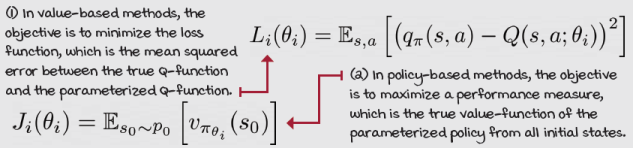 (1) In value-based methods, the
objective is to minimize the loss
function, which is the mean squared
error between the true Q-function
and the parameterized Q-function.
L_i(θ_i) = 𝔼_{s,a} [(q_π(s, a) − Q(s, a; θ_i))^2]
(2) In policy-based methods, the objective
is to maximize a performance measure,
which is the true value-function of the
parameterized policy from all initial states.
J_i(θ_i) = 𝔼_{s_0∼p_0} [v_{π_{θ_i}}(s_0)]